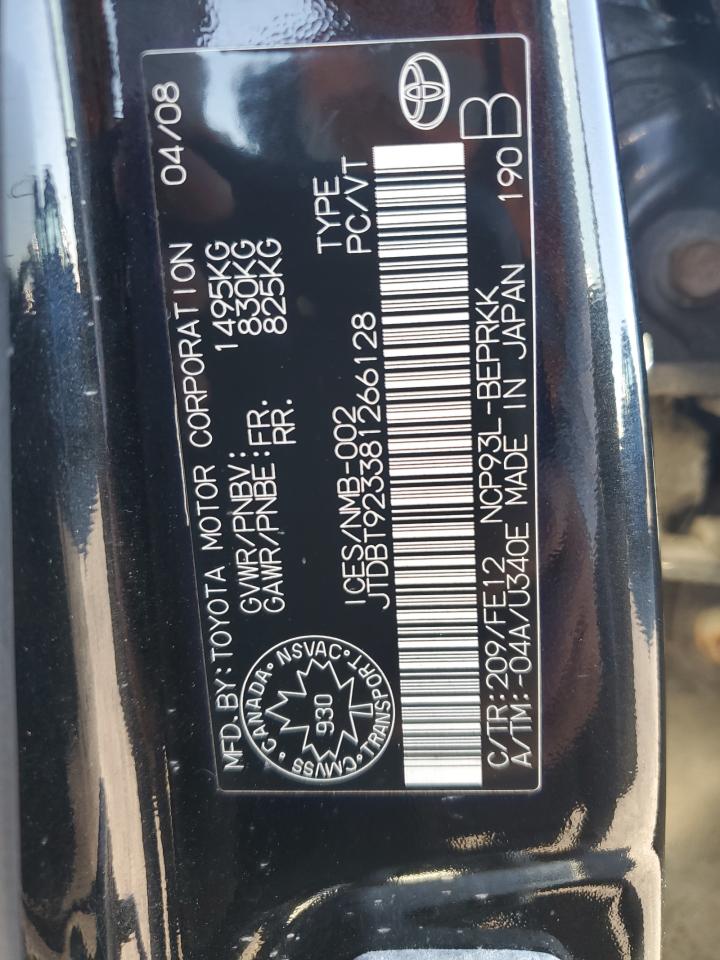 MFD. BY: TOYOTA MOTOR CORPORATION 04/08
GVWR/PNBV: 1495KG
GAWR/PNBE: FR. 830KG
RR. 825KG
CANADA • NSVAC • TRANSPORT • CMVSS •
930
ICES/NMB-002 TYPE
JTDBT923381266128 PC/VT
C/TR: 209/FE12 NCP93L-BEPRKK 190B
A/TM: -04A/U340E MADE IN JAPAN